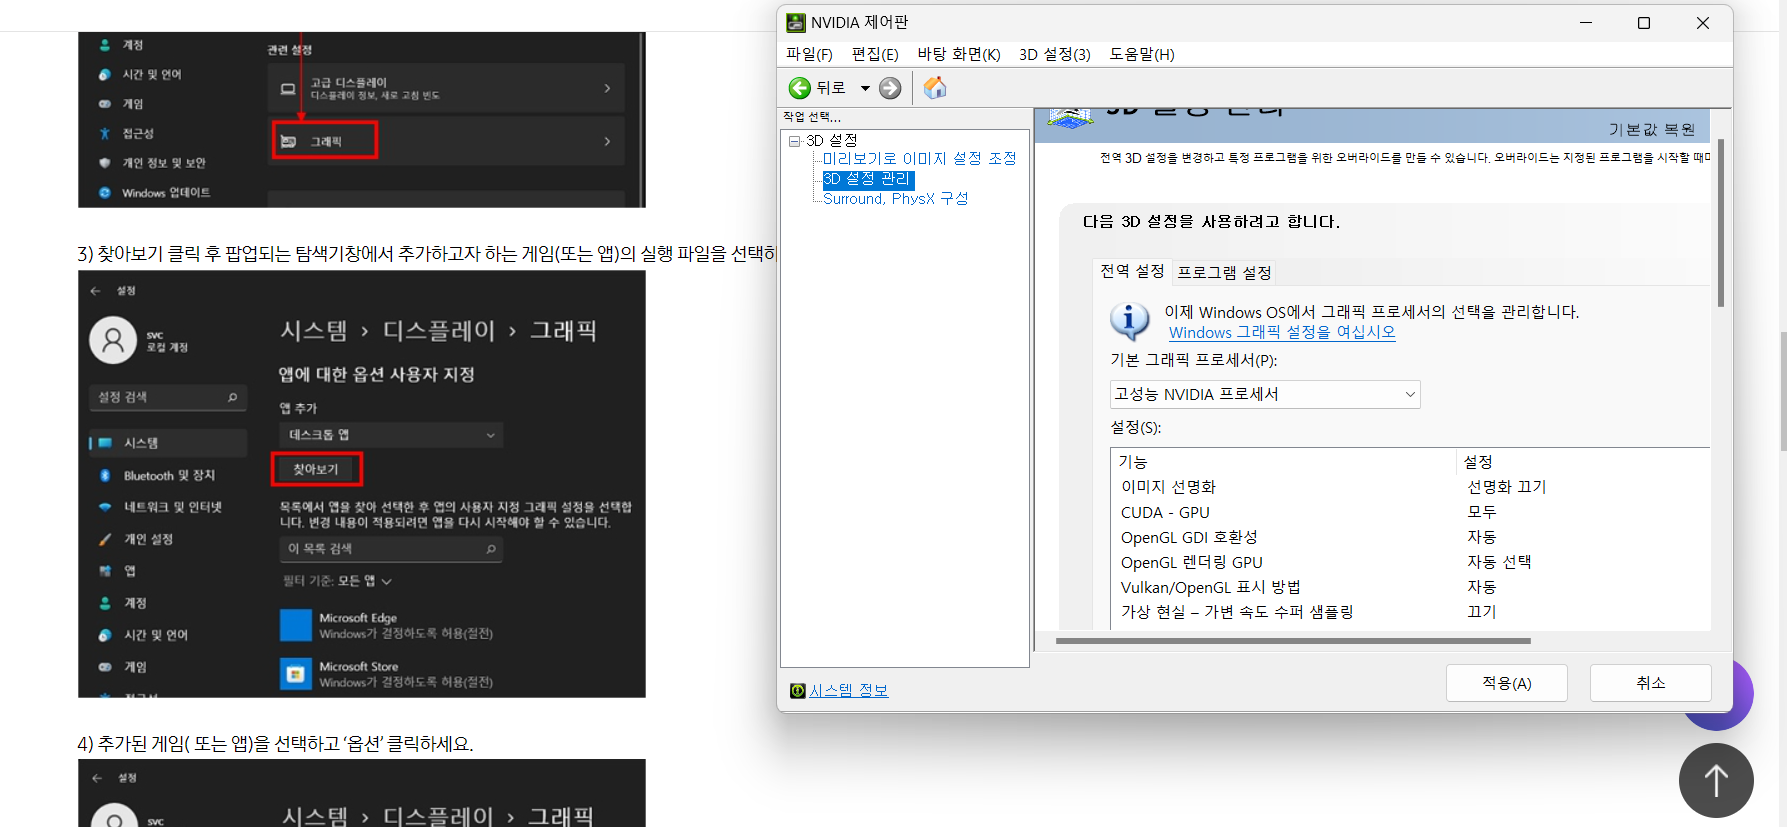 계정
시간 및 언어
게임
접근성
개인 정보 및 보안
Windows 업데이트
관련 설정
고급 디스플레이
디스플레이 정보, 새로 고침 빈도
그래픽
3) 찾아보기 클릭 후 팝업되는 탐색기창에서 추가하고자 하는 게임(또는 앱)의 실행 파일을 선택하
설정
svc
로컬 계정
설정 검색
시스템
Bluetooth 및 장치
네트워크 및 인터넷
개인 설정
앱
계정
시간 및 언어
게임
접근성
시스템 › 디스플레이 › 그래픽
앱에 대한 옵션 사용자 지정
앱 추가
데스크톱 앱
찾아보기
목록에서 앱을 찾아 선택한 후 앱의 사용자 지정 그래픽 설정을 선택합
니다. 변경 내용이 적용되려면 앱을 다시 시작해야 할 수 있습니다.
이 목록 검색
필터 기준: 모든 앱
Microsoft Edge
Windows가 결정하도록 허용(절전)
Microsoft Store
Windows가 결정하도록 허용(절전)
4) 추가된 게임( 또는 앱)을 선택하고 ‘옵션’ 클릭하세요.
설정
svc
시스템 › 디스플레이 › 그래픽
NVIDIA 제어판
파일(F) 편집(E) 바탕 화면(K) 3D 설정(3) 도움말(H)
뒤로
작업 선택...
3D 설정
미리보기로 이미지 설정 조정
3D 설정 관리
Surround, PhysX 구성
시스템 정보
3D 설정 관리
기본값 복원
전역 3D 설정을 변경하고 특정 프로그램을 위한 오버라이드를 만들 수 있습니다. 오버라이드는 지정된 프로그램을 시작할 때마
다음 3D 설정을 사용하려고 합니다.
전역 설정 프로그램 설정
이제 Windows OS에서 그래픽 프로세서의 선택을 관리합니다.
Windows 그래픽 설정을 여십시오
기본 그래픽 프로세서(P):
고성능 NVIDIA 프로세서
설정(S):
기능 설정
이미지 선명화 선명화 끄기
CUDA - GPU 모두
OpenGL GDI 호환성 자동
OpenGL 렌더링 GPU 자동 선택
Vulkan/OpenGL 표시 방법 자동
가상 현실 – 가변 속도 수퍼 샘플링 끄기
적용(A) 취소